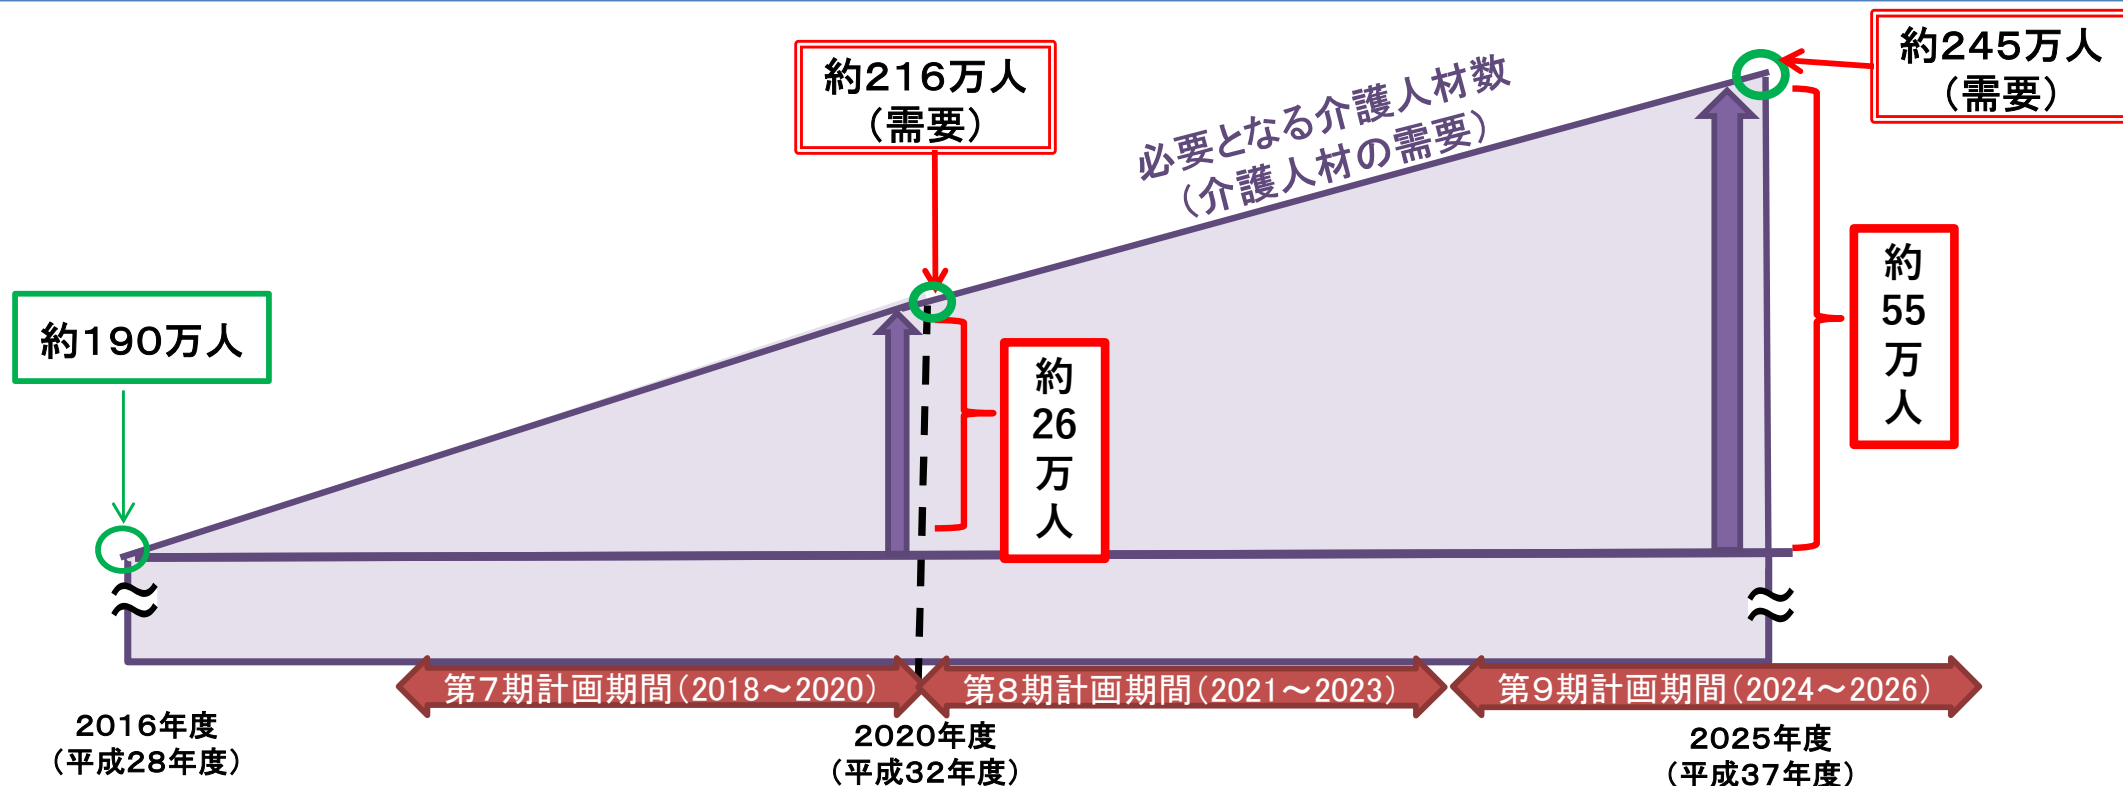 約245万人
(需要)
約216万人
(需要)
必要となる介護人材数
(介護人材の需要)
約190万人
約
55
万
人
約
26
万
人
第7期計画期間(2018～2020)
第8期計画期間(2021～2023)
第9期計画期間(2024～2026)
2016年度
(平成28年度)
2020年度
(平成32年度)
2025年度
(平成37年度)